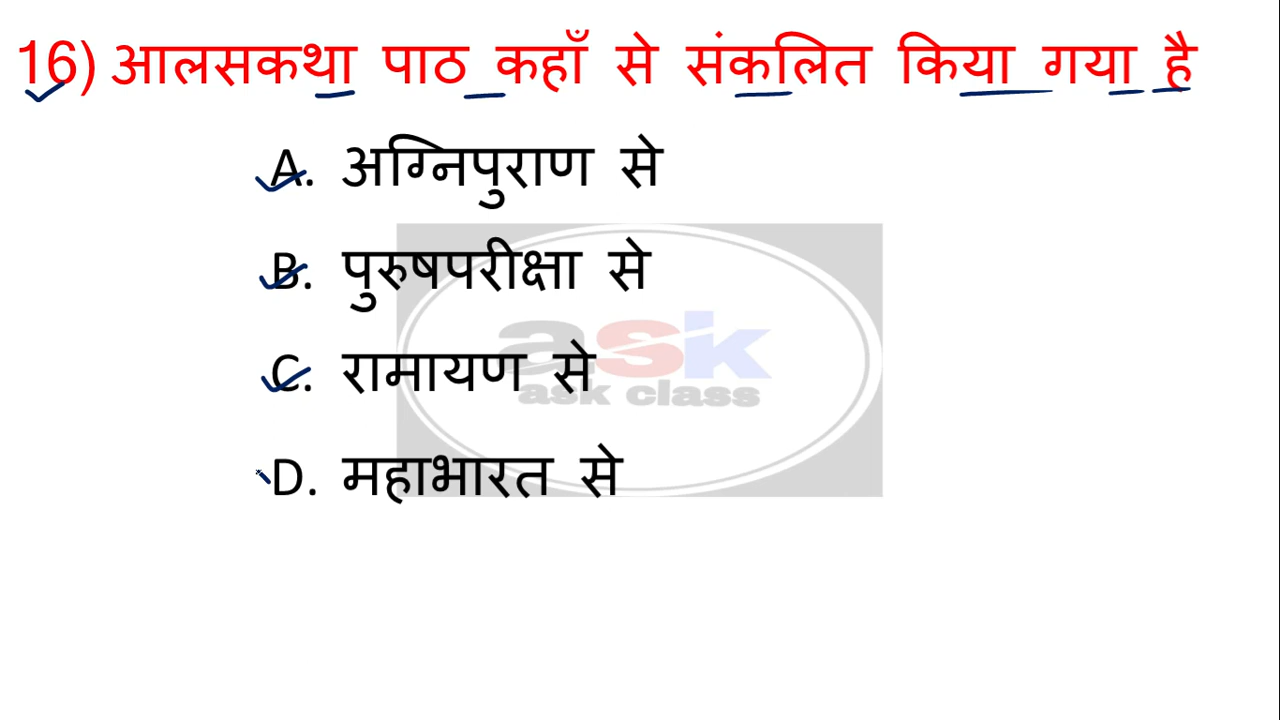 16) आलसकथा पाठ कहाँ से संकलित किया गया है
A. अग्निपुराण से
B. पुरुषपरीक्षा से
C. रामायण से
D. महाभारत से
ask
ask class